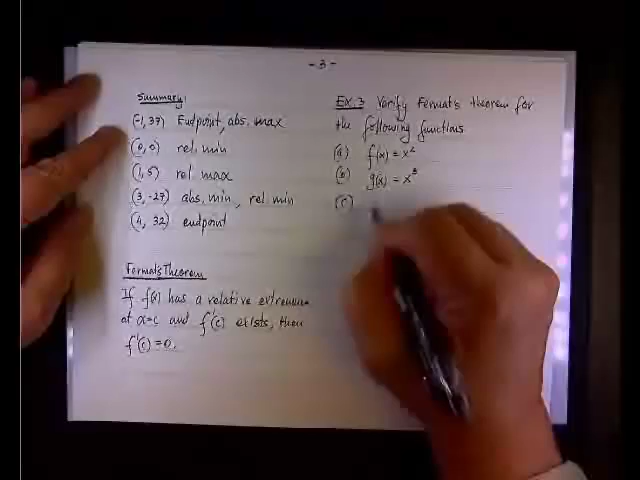 - 3 -
Summary:
(-1, 37) Endpoint, abs. max
(0, 0) rel. min
(1, 5) rel. max
(3, -27) abs. min, rel. min
(4, 32) endpoint
Fermat's Theorem
If f(x) has a relative extremum
at x=c and f'(c) exists, then
f'(c) = 0.
EX.3 Verify Fermat's theorem for
the following functions
(a) f(x) = x²
(b) g(x) = x³
(c)